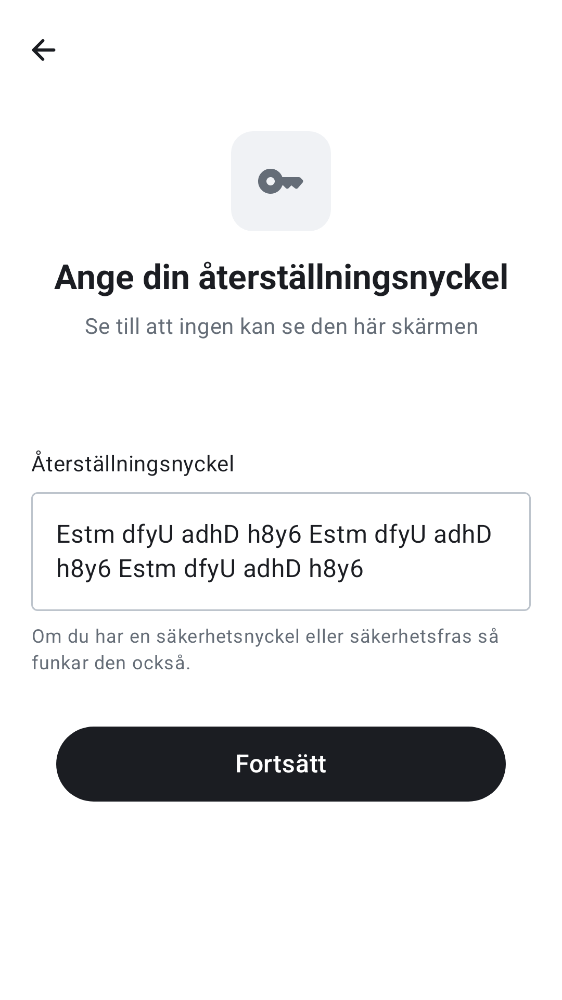 Ange din återställningsnyckel
Se till att ingen kan se den här skärmen
Återställningsnyckel
Estm dfyU adhD h8y6 Estm dfyU adhD
h8y6 Estm dfyU adhD h8y6
Om du har en säkerhetsnyckel eller säkerhetsfras så
funkar den också.
Fortsätt